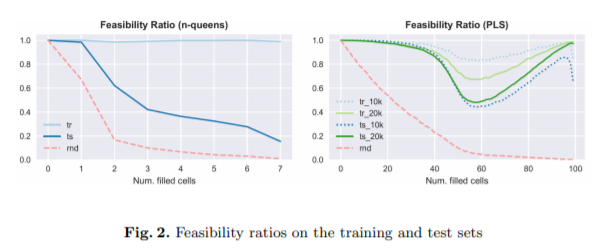 Feasibility Ratio (n-queens)
1.0
0.8
0.6
0.4
0.2
0.0
tr
ts
rnd
0 1 2 3 4 5 6 7
Num. filled cells
Feasibility Ratio (PLS)
1.0
0.8
0.6
0.4
0.2
0.0
tr_10k
tr_20k
ts_10k
ts_20k
rnd
0 20 40 60 80 100
Num. filled cells
Fig. 2. Feasibility ratios on the training and test sets